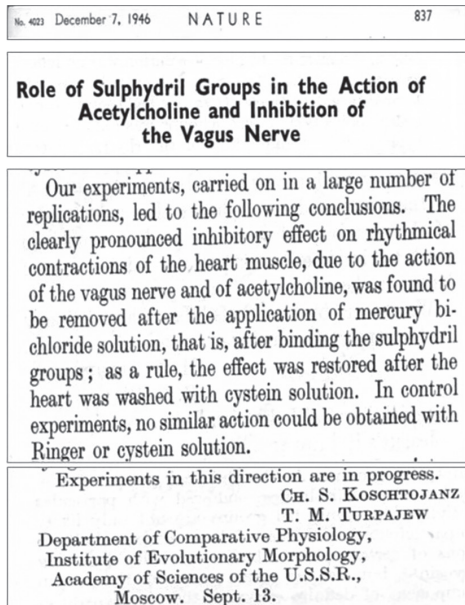 No. 4023 December 7, 1946 NATURE 837
Role of Sulphydril Groups in the Action of
Acetylcholine and Inhibition of
the Vagus Nerve
Our experiments, carried on in a large number of
replications, led to the following conclusions. The
clearly pronounced inhibitory effect on rhythmical
contractions of the heart muscle, due to the action
of the vagus nerve and of acetylcholine, was found to
be removed after the application of mercury bi-
chloride solution, that is, after binding the sulphydril
groups; as a rule, the effect was restored after the
heart was washed with cystein solution. In control
experiments, no similar action could be obtained with
Ringer or cystein solution.
Experiments in this direction are in progress.
CH. S. KOSCHTOJANZ
T. M. TURPAJEW
Department of Comparative Physiology,
Institute of Evolutionary Morphology,
Academy of Sciences of the U.S.S.R.,
Moscow. Sept. 13.